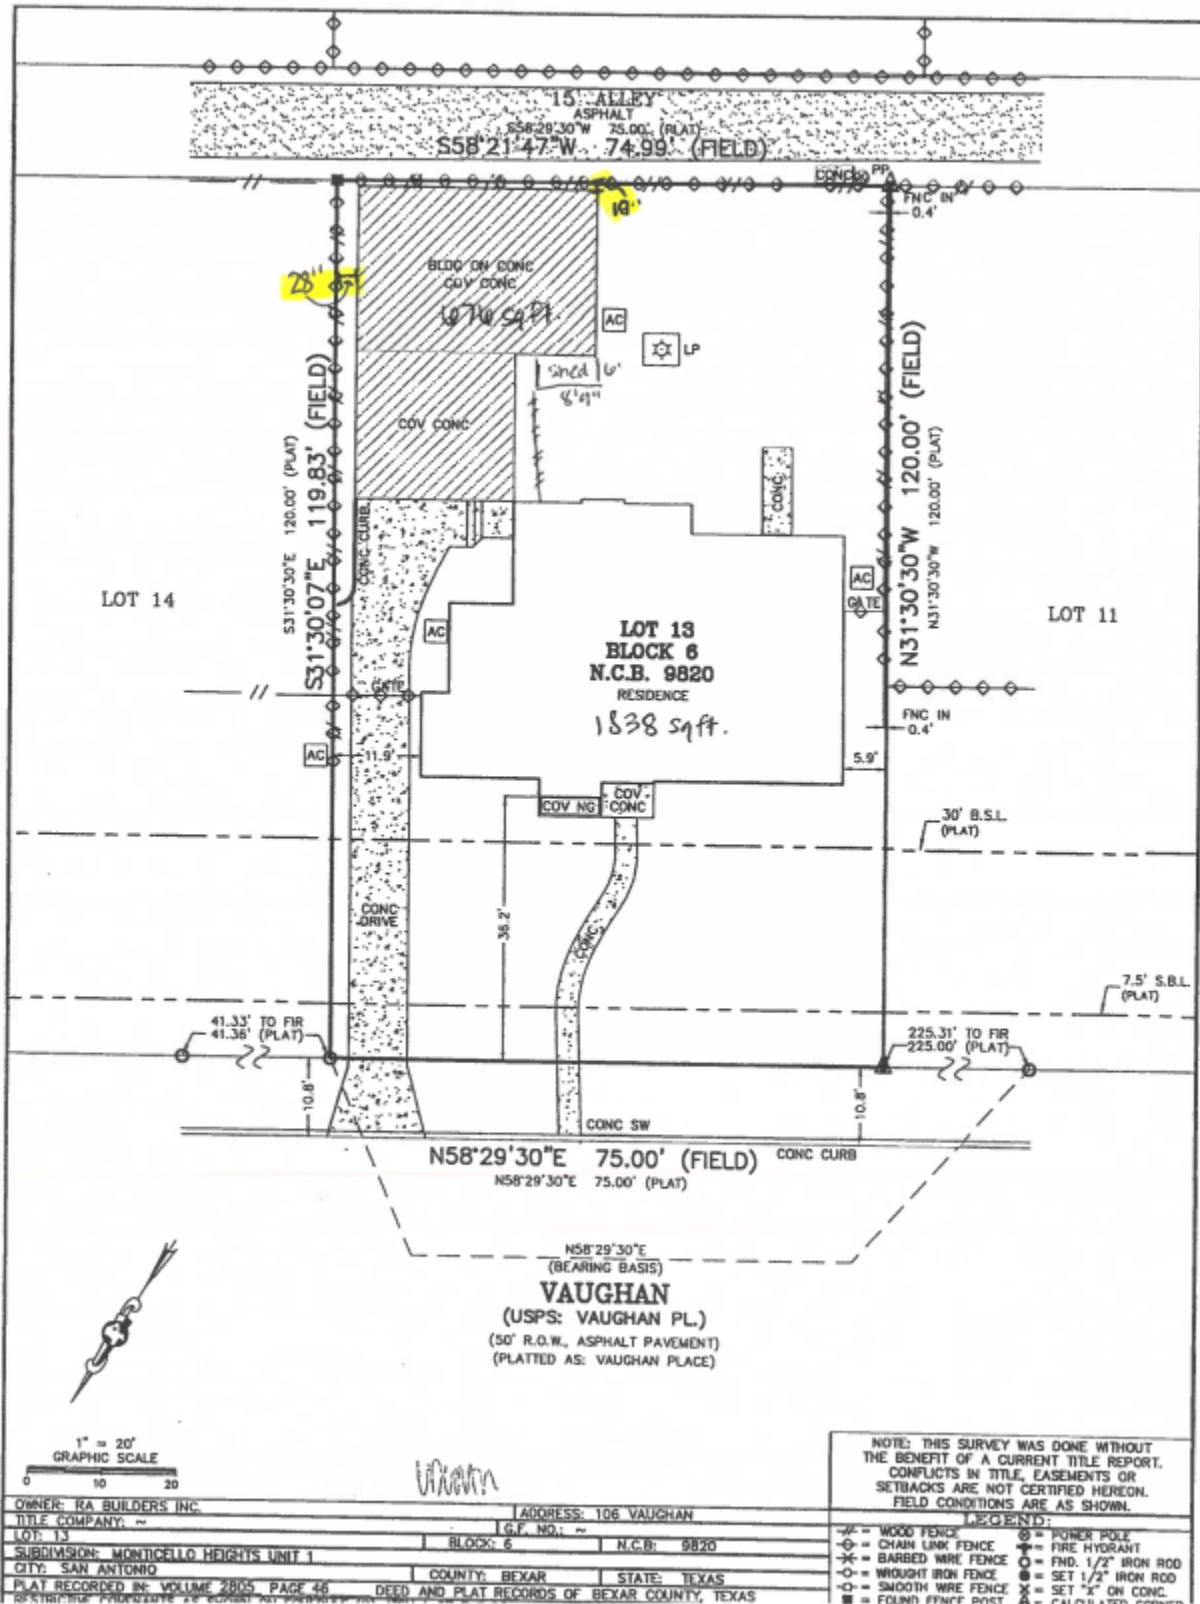 15' ALLEY
ASPHALT
S58°29'30"W 75.00' (PLAT)
S58°21'47"W 74.99' (FIELD)
CONC
PP
FNC IN
0.4'
28"
BLDG ON CONC
COV CONC
676 sq ft.
AC
LP
Shed 6'
8'9"
COV CONC
S31°30'30"E 120.00' (PLAT)
S31°30'07"E 119.83' (FIELD)
N31°30'30"W 120.00' (FIELD)
N31°30'30"W 120.00' (PLAT)
CONC
CONC CURB
LOT 14
AC
GATE
LOT 11
AC
LOT 13
BLOCK 6
N.C.B. 9820
RESIDENCE
1838 sqft.
GATE
FNC IN
0.4'
AC
11.9'
5.9'
COV NG
COV
CONC
30' B.S.L.
(PLAT)
CONC
DRIVE
36.2'
CONC
7.5' S.B.L.
(PLAT)
41.33' TO FIR
41.36' (PLAT)
225.31' TO FIR
225.00' (PLAT)
10.8'
10.8'
CONC SW
N58°29'30"E 75.00' (FIELD)
CONC CURB
N58°29'30"E 75.00' (PLAT)
N58°29'30"E
(BEARING BASIS)
VAUGHAN
(USPS: VAUGHAN PL.)
(50' R.O.W., ASPHALT PAVEMENT)
(PLATTED AS: VAUGHAN PLACE)
1" = 20'
GRAPHIC SCALE
0 10 20
NOTE: THIS SURVEY WAS DONE WITHOUT
THE BENEFIT OF A CURRENT TITLE REPORT.
CONFLICTS IN TITLE, EASEMENTS OR
SETBACKS ARE NOT CERTIFIED HEREON.
FIELD CONDITIONS ARE AS SHOWN.
OWNER: RA BUILDERS INC.
ADDRESS: 106 VAUGHAN
TITLE COMPANY: ~
G.F. NO.: ~
LOT: 13
BLOCK: 6
N.C.B: 9820
SUBDIVISION: MONTICELLO HEIGHTS UNIT 1
CITY: SAN ANTONIO
COUNTY: BEXAR
STATE: TEXAS
PLAT RECORDED IN: VOLUME 2805 PAGE 46 DEED AND PLAT RECORDS OF BEXAR COUNTY, TEXAS
LEGEND:
= WOOD FENCE
= CHAIN LINK FENCE
= BARBED WIRE FENCE
= WROUGHT IRON FENCE
= SMOOTH WIRE FENCE
= FOUND FENCE POST
= POWER POLE
= FIRE HYDRANT
= FND. 1/2" IRON ROD
= SET 1/2" IRON ROD
= SET "X" ON CONC.
= CALCULATED CORNER